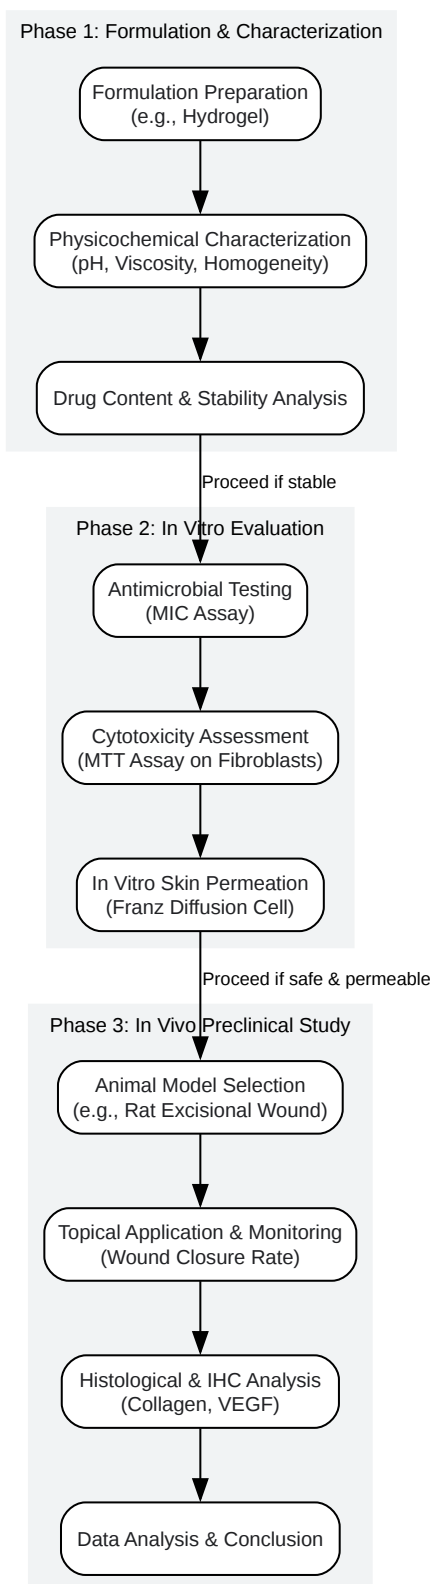 Phase 1: Formulation & Characterization
Formulation Preparation
(e.g., Hydrogel)
Physicochemical Characterization
(pH, Viscosity, Homogeneity)
Drug Content & Stability Analysis
Proceed if stable
Phase 2: In Vitro Evaluation
Antimicrobial Testing
(MIC Assay)
Cytotoxicity Assessment
(MTT Assay on Fibroblasts)
In Vitro Skin Permeation
(Franz Diffusion Cell)
Proceed if safe & permeable
Phase 3: In Vivo Preclinical Study
Animal Model Selection
(e.g., Rat Excisional Wound)
Topical Application & Monitoring
(Wound Closure Rate)
Histological & IHC Analysis
(Collagen, VEGF)
Data Analysis & Conclusion